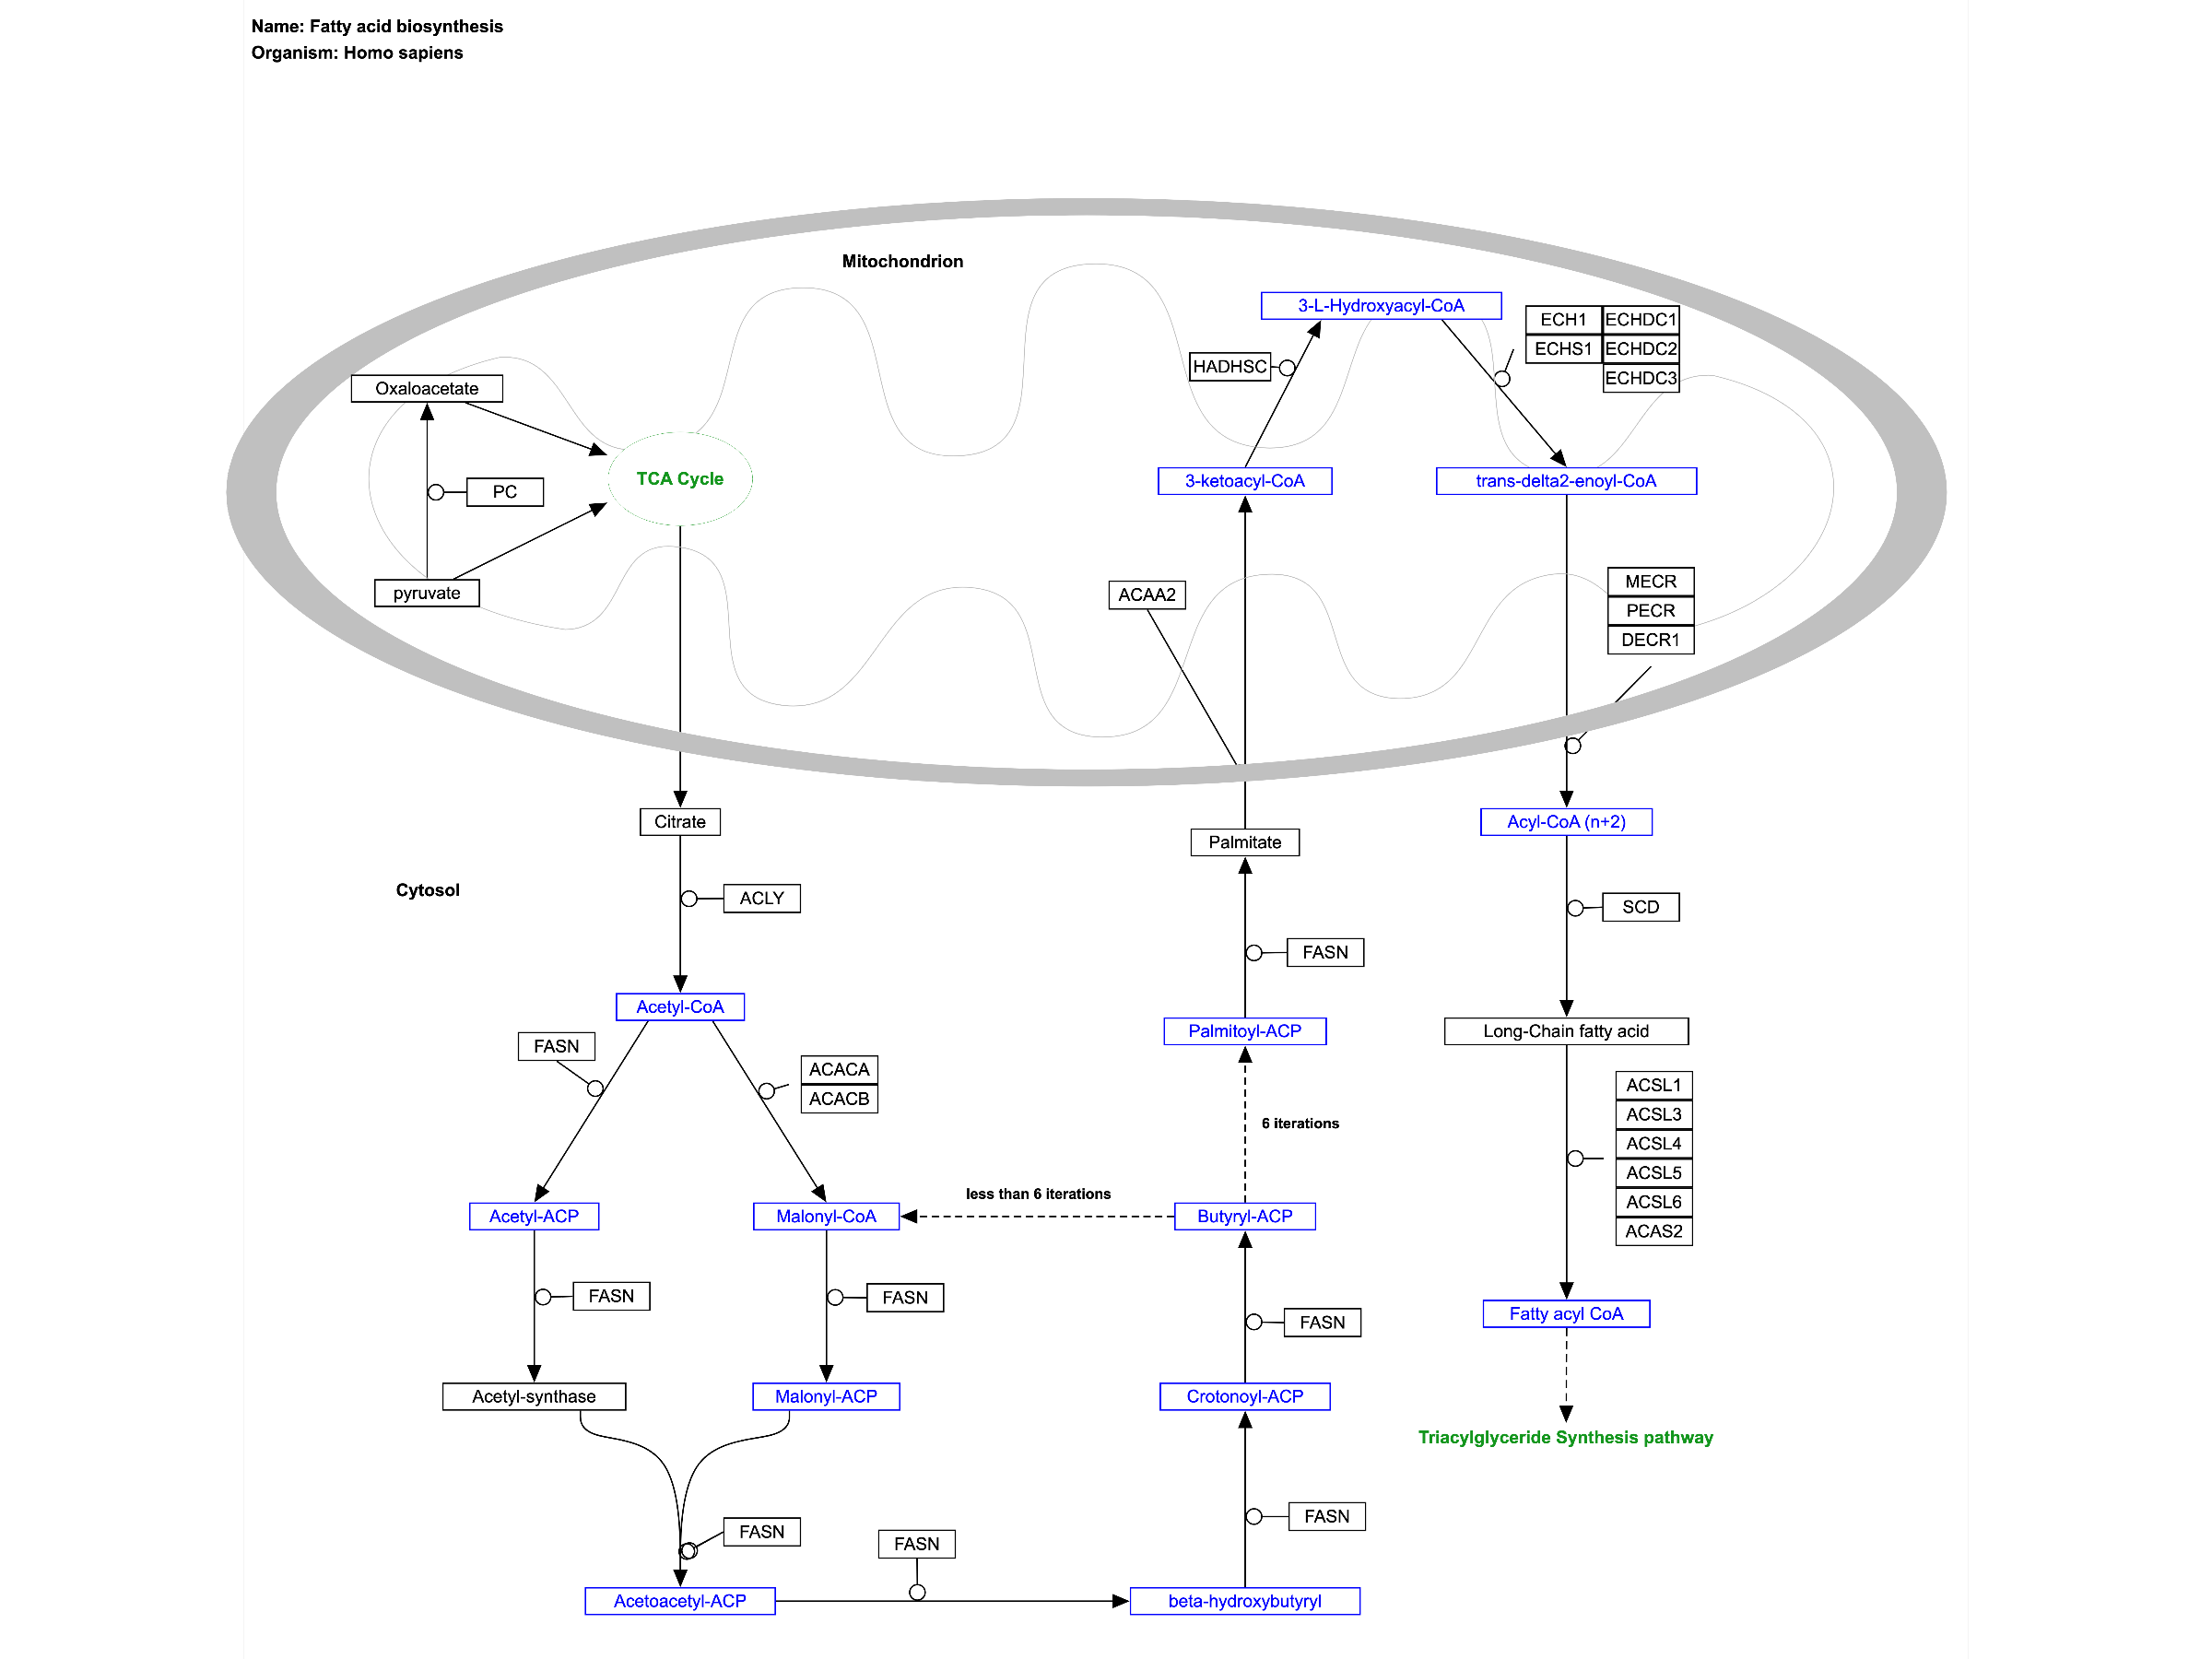 Name: Fatty acid biosynthesis
Organism: Homo sapiens
Mitochondrion
3-L-Hydroxyacyl-CoA
ECH1 ECHDC1
ECHS1 ECHDC2
ECHDC3
HADHSC
Oxaloacetate
TCA Cycle
3-ketoacyl-CoA
trans-delta2-enoyl-CoA
PC
pyruvate
ACAA2
MECR
PECR
DECR1
Citrate
Palmitate
Acyl-CoA (n+2)
Cytosol
ACLY
SCD
FASN
Acetyl-CoA
Palmitoyl-ACP
Long-Chain fatty acid
FASN
ACACA
ACACB
6 iterations
ACSL1
ACSL3
ACSL4
ACSL5
ACSL6
ACAS2
less than 6 iterations
Acetyl-ACP
Malonyl-CoA
Butyryl-ACP
FASN
FASN
FASN
Fatty acyl CoA
Acetyl-synthase
Malonyl-ACP
Crotonoyl-ACP
Triacylglyceride Synthesis pathway
FASN
FASN
FASN
Acetoacetyl-ACP
beta-hydroxybutyryl